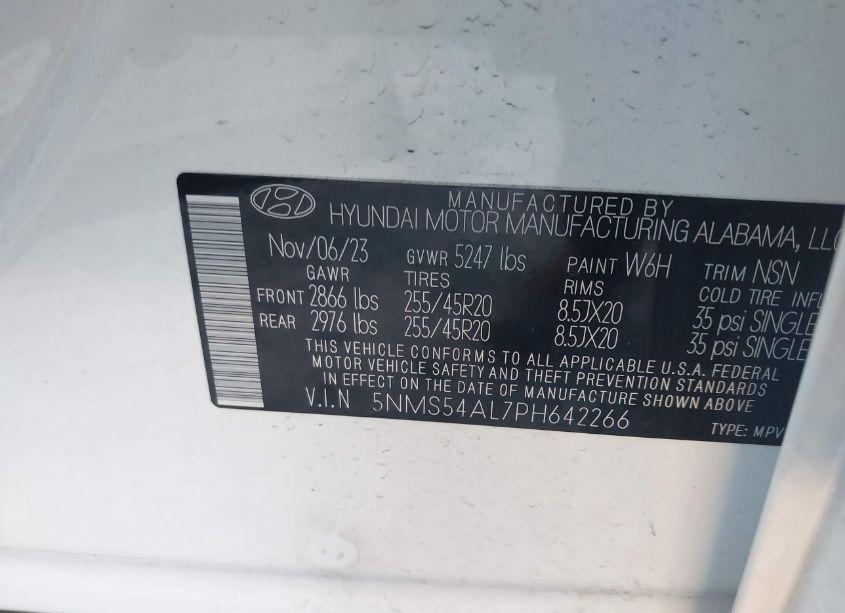 MANUFACTURED BY
HYUNDAI MOTOR MANUFACTURING ALABAMA, LLC
Nov/06/23 GVWR 5247 lbs PAINT W6H TRIM NSN
GAWR TIRES RIMS COLD TIRE INFL
FRONT 2866 lbs 255/45R20 8.5JX20 35 psi SINGLE
REAR 2976 lbs 255/45R20 8.5JX20 35 psi SINGLE
THIS VEHICLE CONFORMS TO ALL APPLICABLE U.S.A. FEDERAL
MOTOR VEHICLE SAFETY AND THEFT PREVENTION STANDARDS
IN EFFECT ON THE DATE OF MANUFACTURE SHOWN ABOVE
V.I.N 5NMS54AL7PH642266
TYPE: MPV